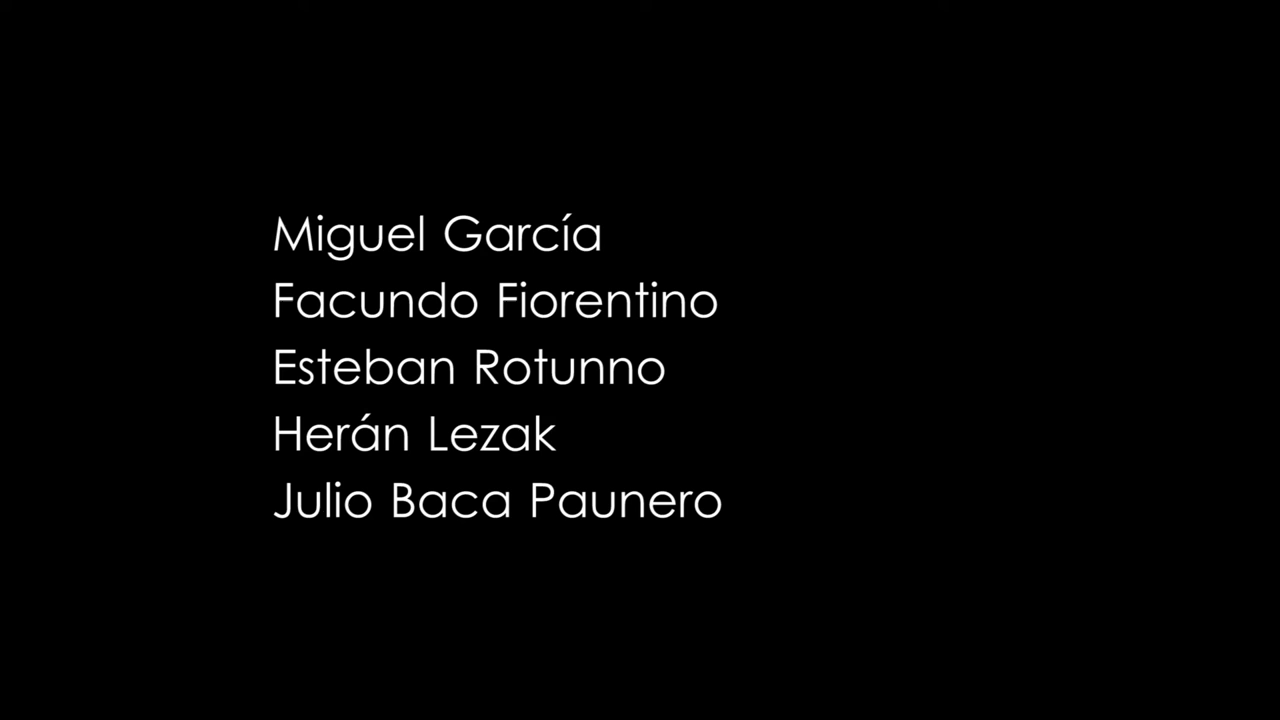 Miguel García
Facundo Fiorentino
Esteban Rotunno
Herán Lezak
Julio Baca Paunero